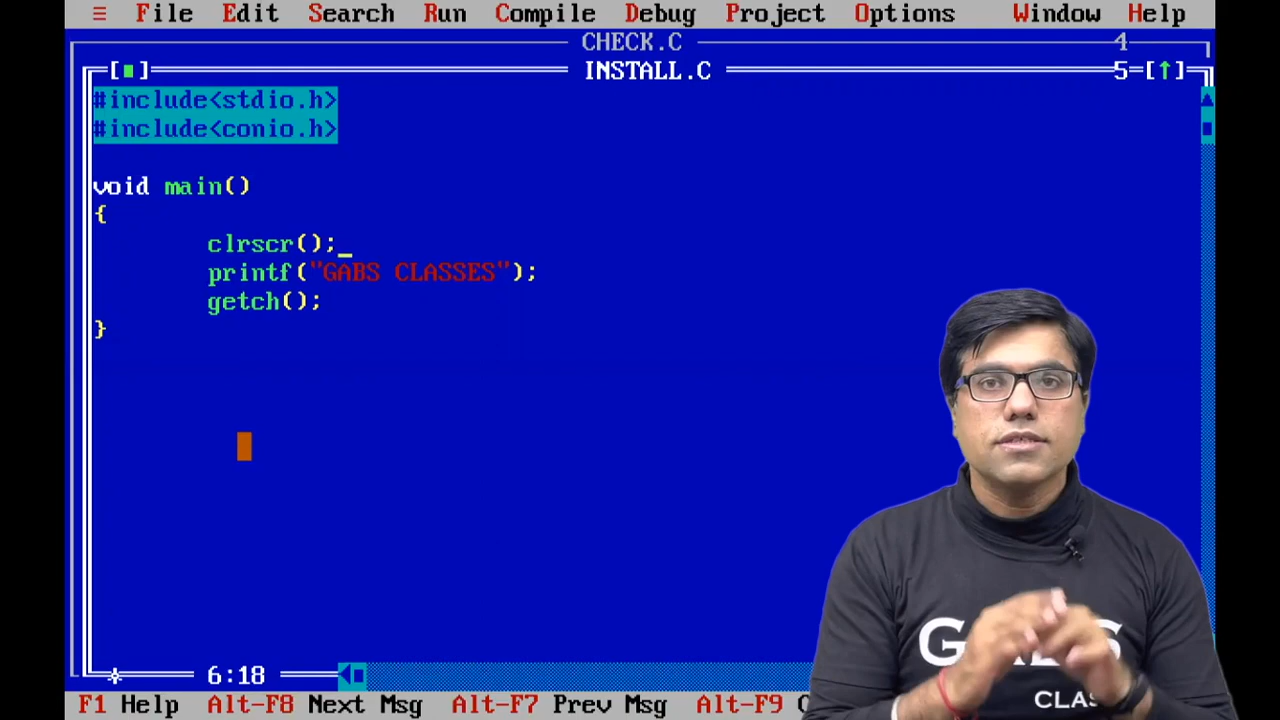 ≡ File Edit Search Run Compile Debug Project Options Window Help
CHECK.C 4
[■] INSTALL.C 5=[↑]
#include<stdio.h>
#include<conio.h>
void main()
{
clrscr();_
printf("GABS CLASSES");
getch();
}
6:18
F1 Help Alt-F8 Next Msg Alt-F7 Prev Msg Alt-F9